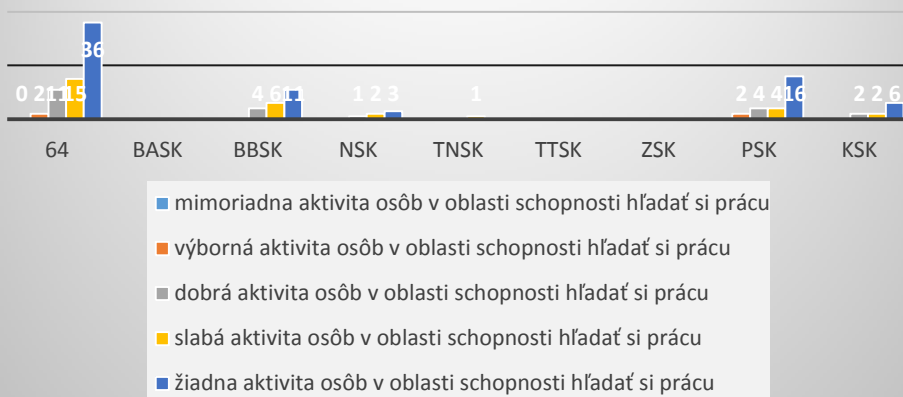 36
0 2 11 15
4 6 11
1 2 3
1
2 4 4 16
2 2 6
64 BASK BBSK NSK TNSK TTSK ZSK PSK KSK
mimoriadna aktivita osôb v oblasti schopnosti hľadať si prácu
výborná aktivita osôb v oblasti schopnosti hľadať si prácu
dobrá aktivita osôb v oblasti schopnosti hľadať si prácu
slabá aktivita osôb v oblasti schopnosti hľadať si prácu
žiadna aktivita osôb v oblasti schopnosti hľadať si prácu